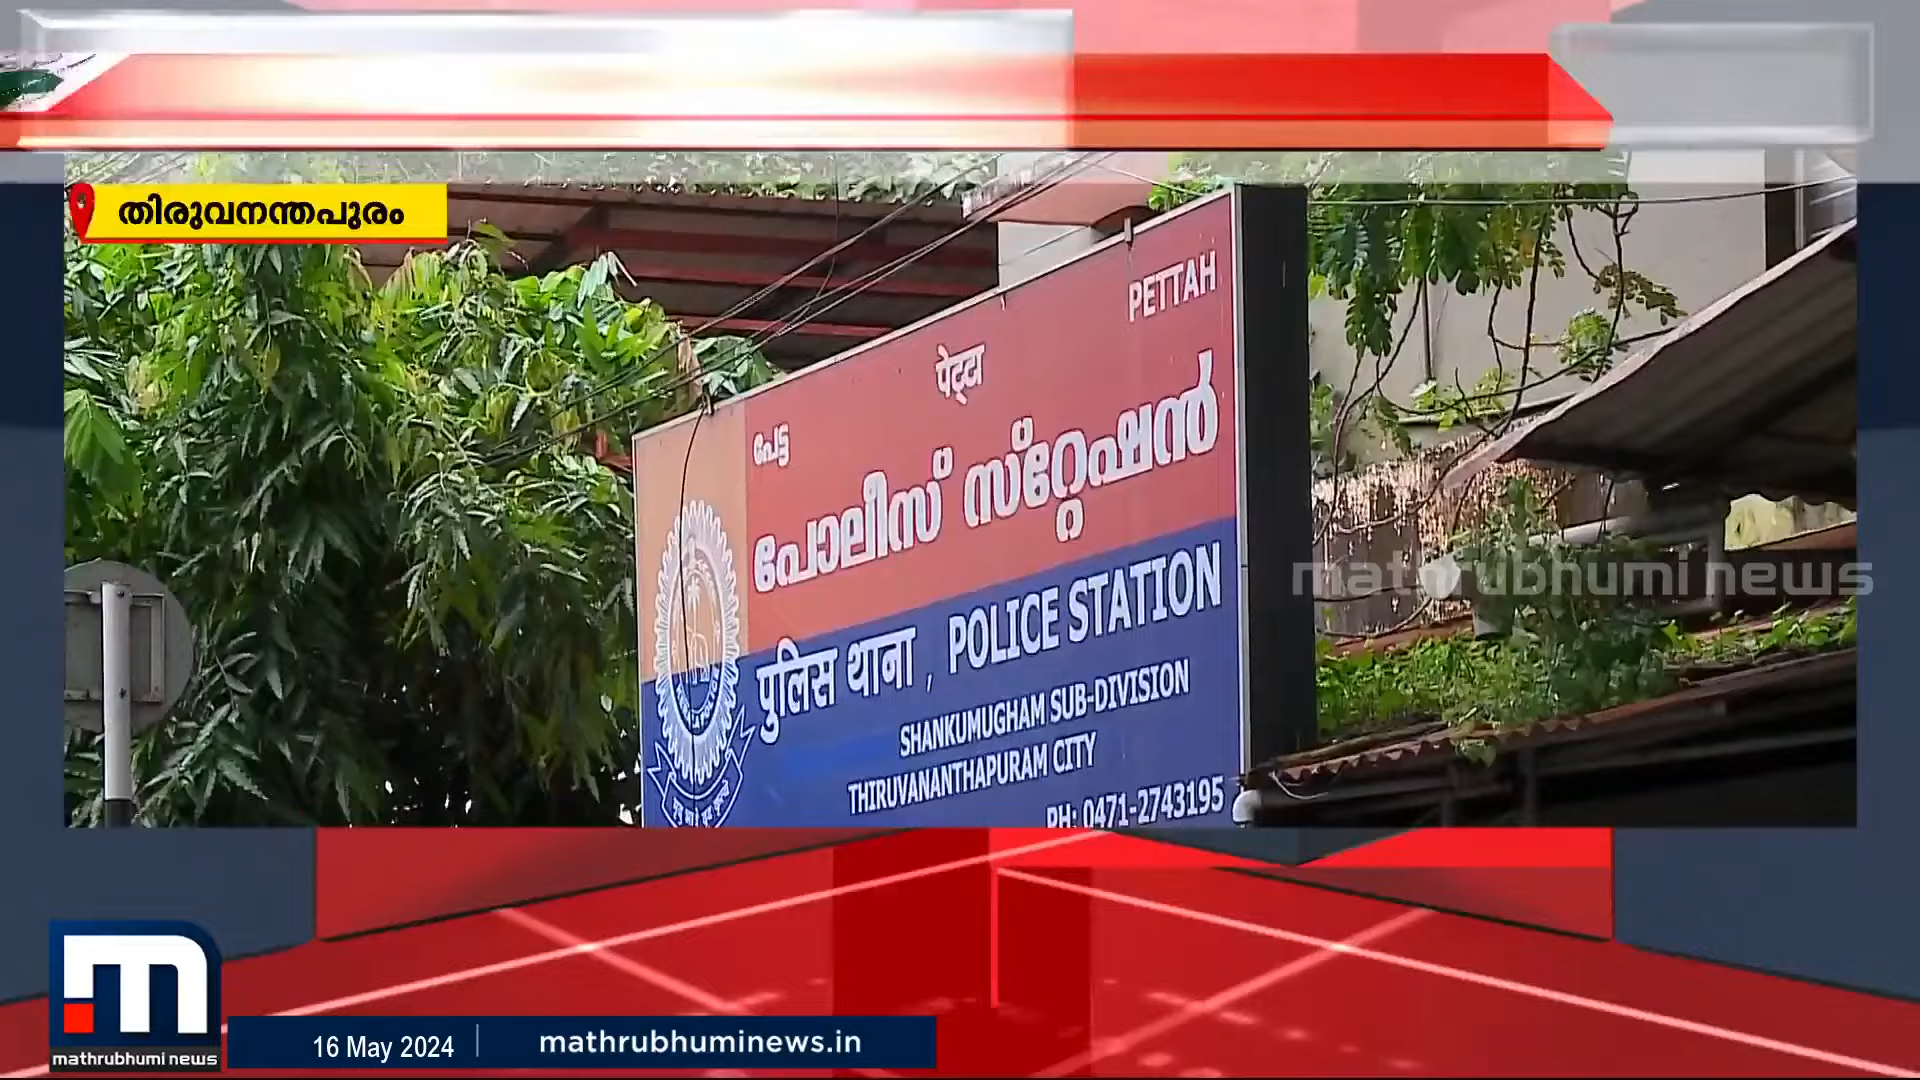 തിരുവനന്തപുരം
PETTAH
पेट्टा
പേട്ട
പോലീസ് സ്റ്റേഷൻ
पुलिस थाना , POLICE STATION
SHANKUMUGHAM SUB-DIVISION
THIRUVANANTHAPURAM CITY
PH: 0471-2743195
mathrubhumi news
mathrubhumi news
16 May 2024
mathrubhuminews.in